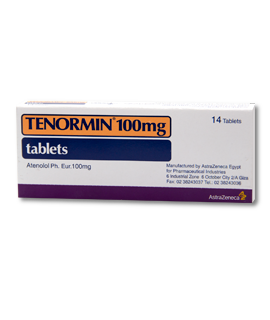 TENORMIN® 100mg
14 Tablets
tablets
Atenolol Ph. Eur.100mg
Manufactured by AstraZeneca Egypt
for Pharmaceutical Industries
6 Industrial Zone 6 October City 2/A Giza
Fax: 02 38243037 Tel: 02 38243036
AstraZeneca